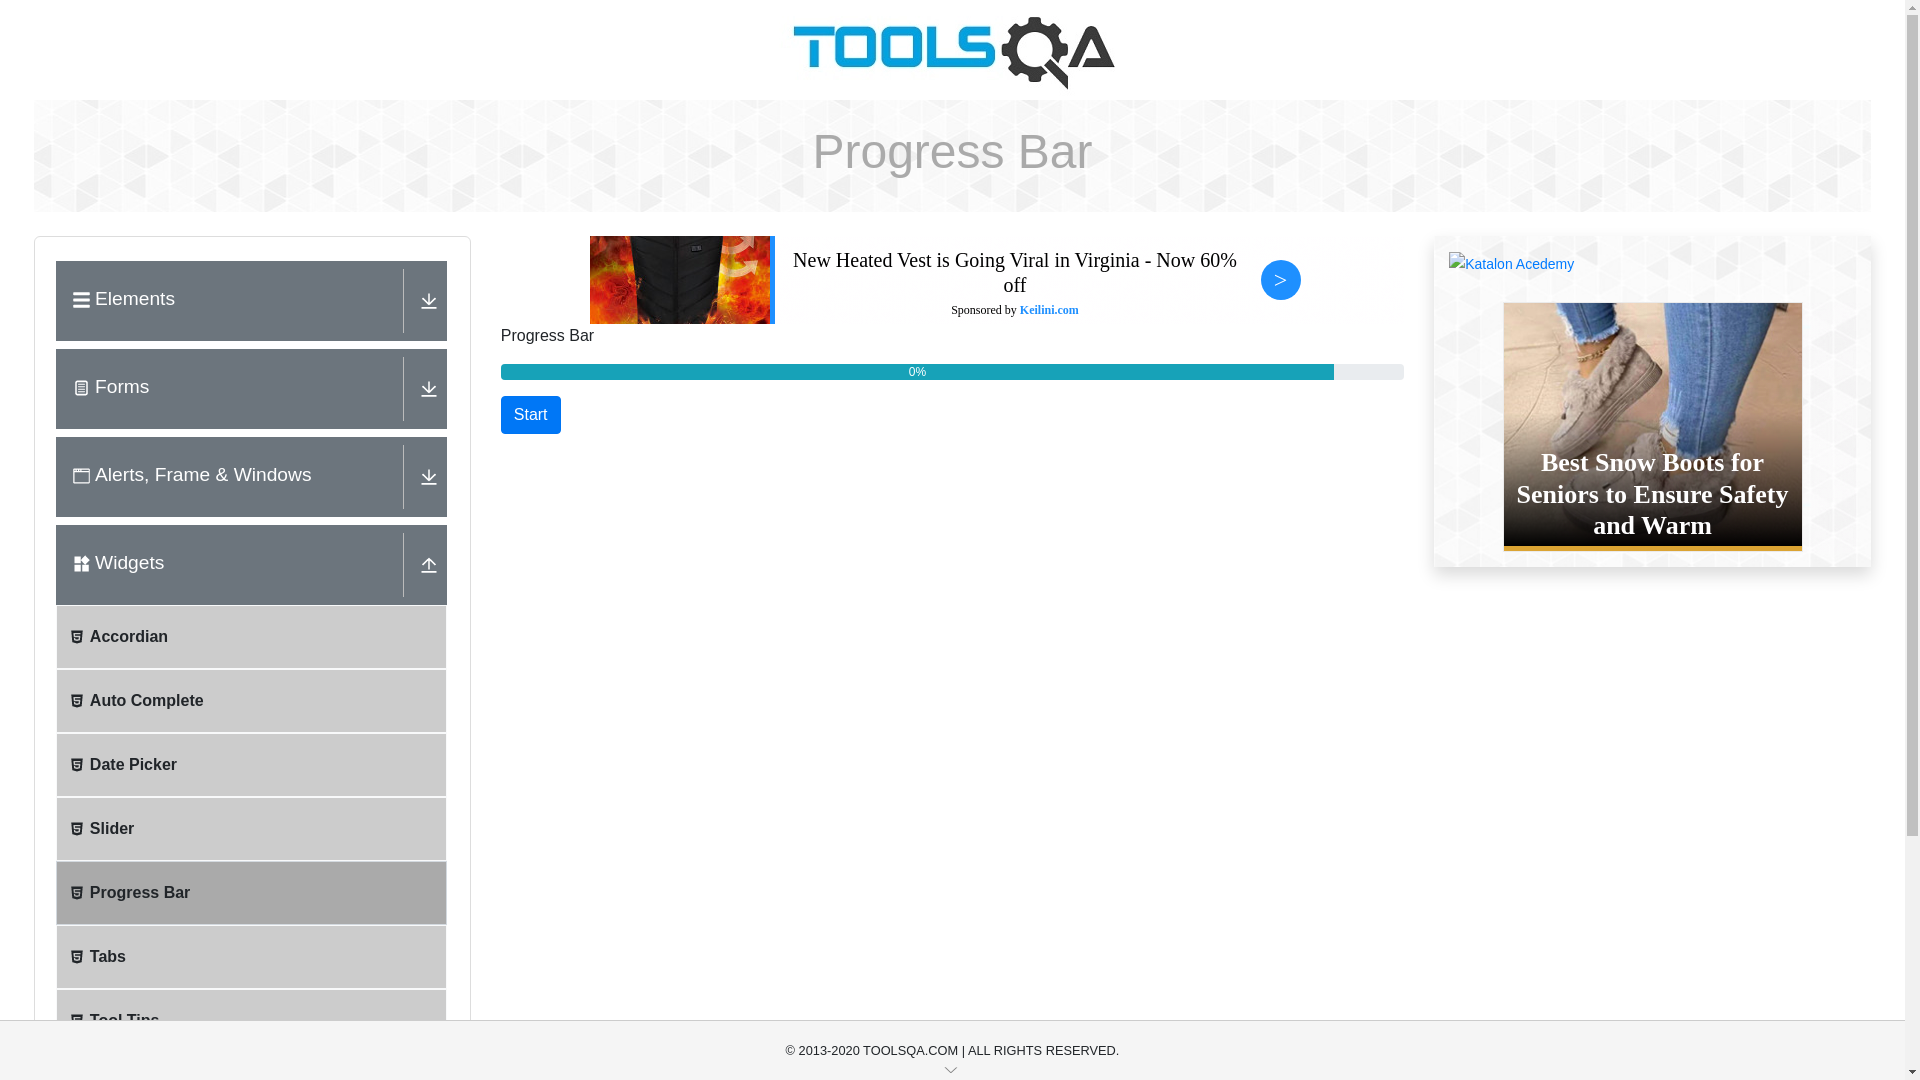 TOOLSQA
Progress Bar
Elements
Forms
Alerts, Frame & Windows
Widgets
Accordian
Auto Complete
Date Picker
Slider
Progress Bar
Tabs
Tool Tips
New Heated Vest is Going Viral in Virginia - Now 60%
off
Sponsored by Keilini.com
>
Progress Bar
0%
Start
Katalon Acedemy
Best Snow Boots for
Seniors to Ensure Safety
and Warm
© 2013-2020 TOOLSQA.COM | ALL RIGHTS RESERVED.